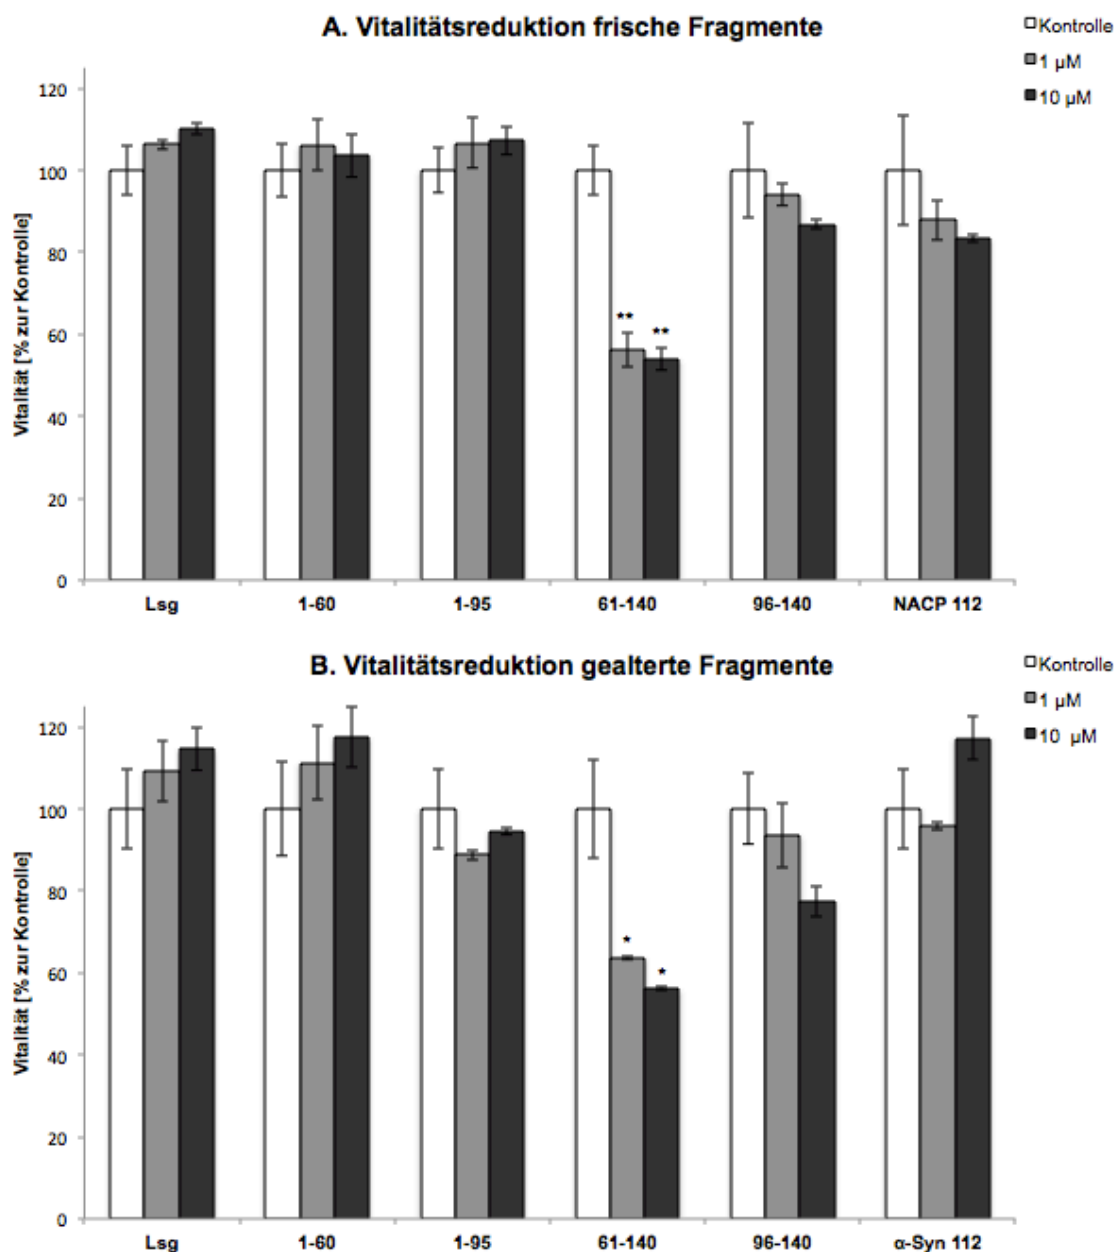 A. Vitalitätsreduktion frische Fragmente
Kontrolle
1 µM
10 µM
Vitalität [% zur Kontrolle]
120
100
80
60
40
20
0
** **
Lsg 1-60 1-95 61-140 96-140 NACP 112
B. Vitalitätsreduktion gealterte Fragmente
Kontrolle
1 µM
10 µM
Vitalität [% zur Kontrolle]
120
100
80
60
40
20
0
* *
Lsg 1-60 1-95 61-140 96-140 α-Syn 112